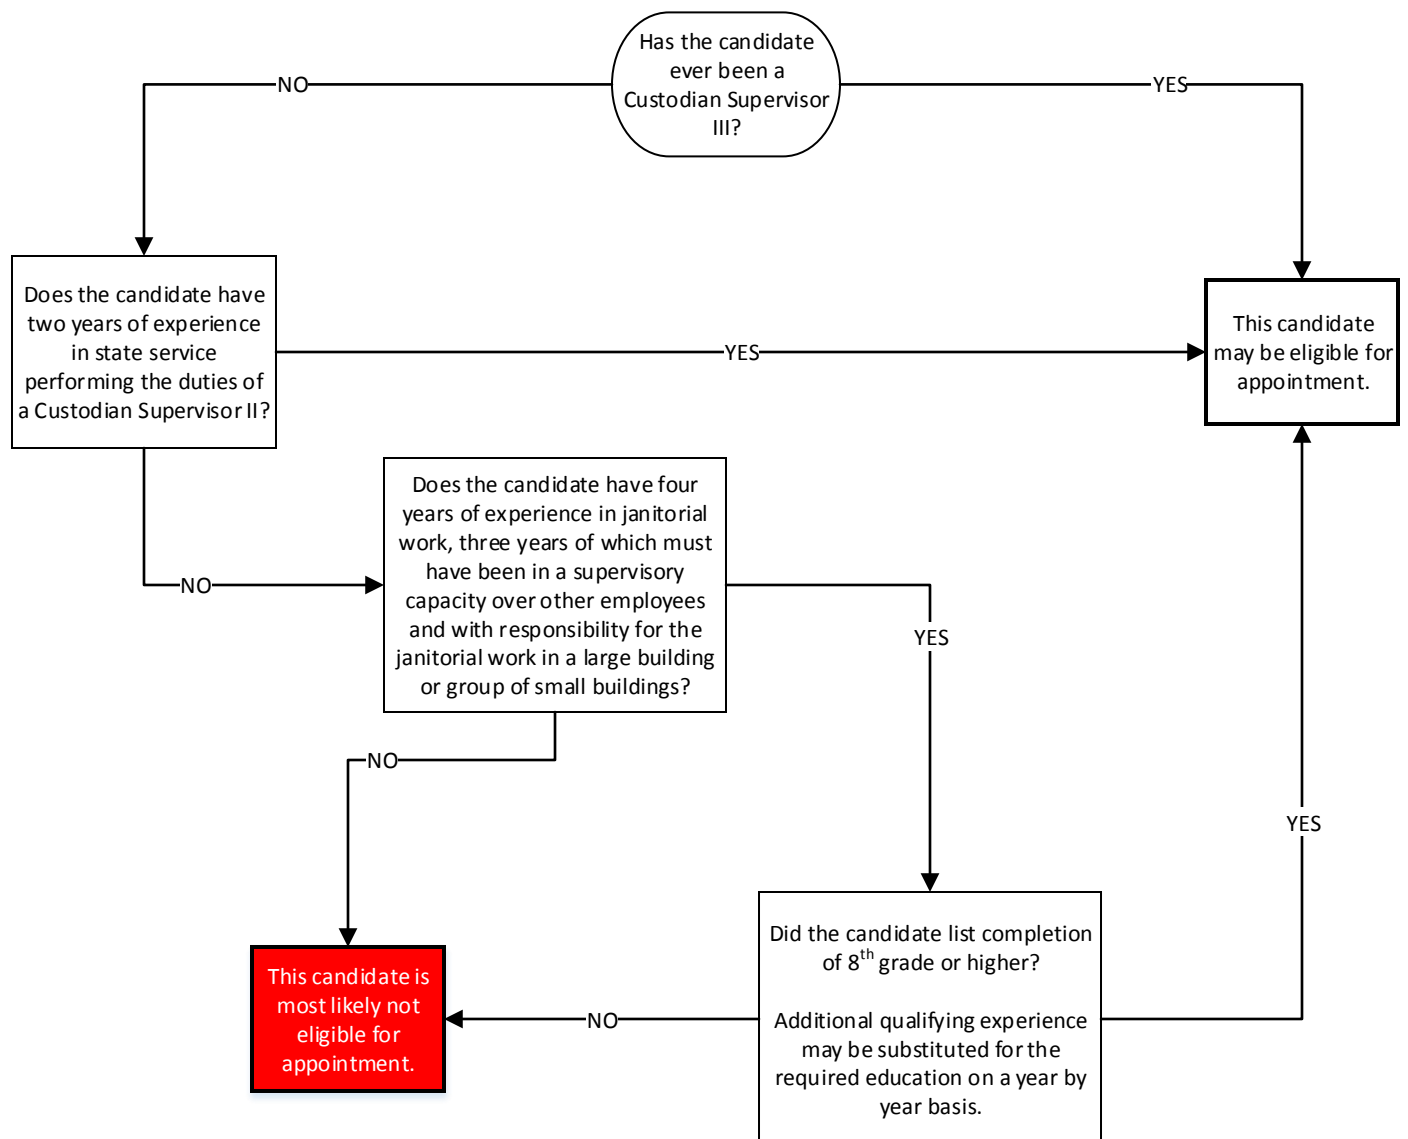 Has the candidate
ever been a
Custodian Supervisor
III?
NO
YES
Does the candidate have
two years of experience
in state service
performing the duties of
a Custodian Supervisor II?
YES
This candidate
may be eligible for
appointment.
Does the candidate have four
years of experience in janitorial
work, three years of which must
have been in a supervisory
capacity over other employees
and with responsibility for the
janitorial work in a large building
or group of small buildings?
NO
YES
NO
YES
Did the candidate list completion
of 8th grade or higher?
Additional qualifying experience
may be substituted for the
required education on a year by
year basis.
NO
This candidate is
most likely not
eligible for
appointment.